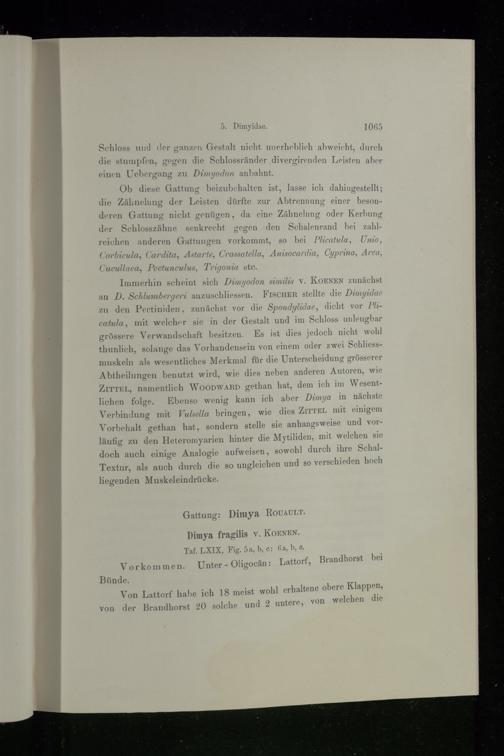 5. Dimyidae. 1065
Schloss und der ganzen Gestalt nicht unerheblich abweicht, durch
die stumpfen, gegen die Schlossränder divergirenden Leisten aber
einen Uebergang zu Dimyodon anbahnt.
Ob diese Gattung beizubehalten ist, lasse ich dahingestellt;
die Zähnelung der Leisten dürfte zur Abtrennung einer beson-
deren Gattung nicht genügen, da eine Zähnelung oder Kerbung
der Schlosszähne senkrecht gegen den Schalenrand bei zahl-
reichen anderen Gattungen vorkommt, so bei Plicatula, Unio,
Corbicula, Cardita, Astarte, Crassatella, Anisocardia, Cyprina, Arca,
Cucullaea, Pectunculus, Trigonia etc.
Immerhin scheint sich Dimyodon similis v. Koenen zunächst
an D. Schlumbergeri anzuschliessen. Fischer stellte die Dimyidae
zu den Pectiniden, zunächst vor die Spondylidae, dicht vor Pli-
catula, mit welcher sie in der Gestalt und im Schloss unleugbar
grössere Verwandschaft besitzen. Es ist dies jedoch nicht wohl
thunlich, solange das Vorhandensein von einem oder zwei Schliess-
muskeln als wesentliches Merkmal für die Unterscheidung grösserer
Abtheilungen benutzt wird, wie dies neben anderen Autoren, wie
Zittel, namentlich Woodward gethan hat, dem ich im Wesent-
lichen folge. Ebenso wenig kann ich aber Dimya in nächste
Verbindung mit Vulsella bringen, wie dies Zittel mit einigem
Vorbehalt gethan hat, sondern stelle sie anhangsweise und vor-
läufig zu den Heteromyarien hinter die Mytiliden, mit welchen sie
doch auch einige Analogie aufweisen, sowohl durch ihre Schal-
Textur, als auch durch die so ungleichen und so verschieden hoch
liegenden Muskeleindrücke.
Gattung: Dimya Rouault.
Dimya fragilis v. Koenen.
Taf. LXIX, Fig. 5a, b, c; 6a, b, c.
Vorkommen. Unter-Oligocän: Lattorf, Brandhorst bei
Bünde.
Von Lattorf habe ich 18 meist wohl erhaltene obere Klappen,
von der Brandhorst 20 solche und 2 untere, von welchen die